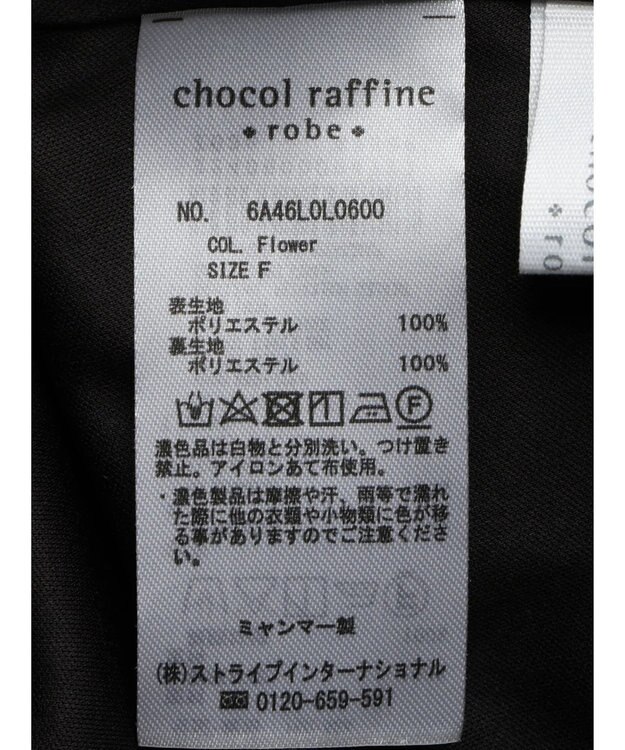 chocol raffine
robe
NO. 6A46L0L0600
COL. Flower
SIZE F
表生地
ポリエステル 100%
裏生地
ポリエステル 100%
F
濃色品は白物と分別洗い。つけ置き
禁止。アイロンあて布使用。
・濃色製品は摩擦や汗、雨等で濡れ
た際に他の衣類や小物類に色が移
る事がありますのでご注意くださ
い。
ミャンマー製
(株)ストライプインターナショナル
0120-659-591
chocol
ro